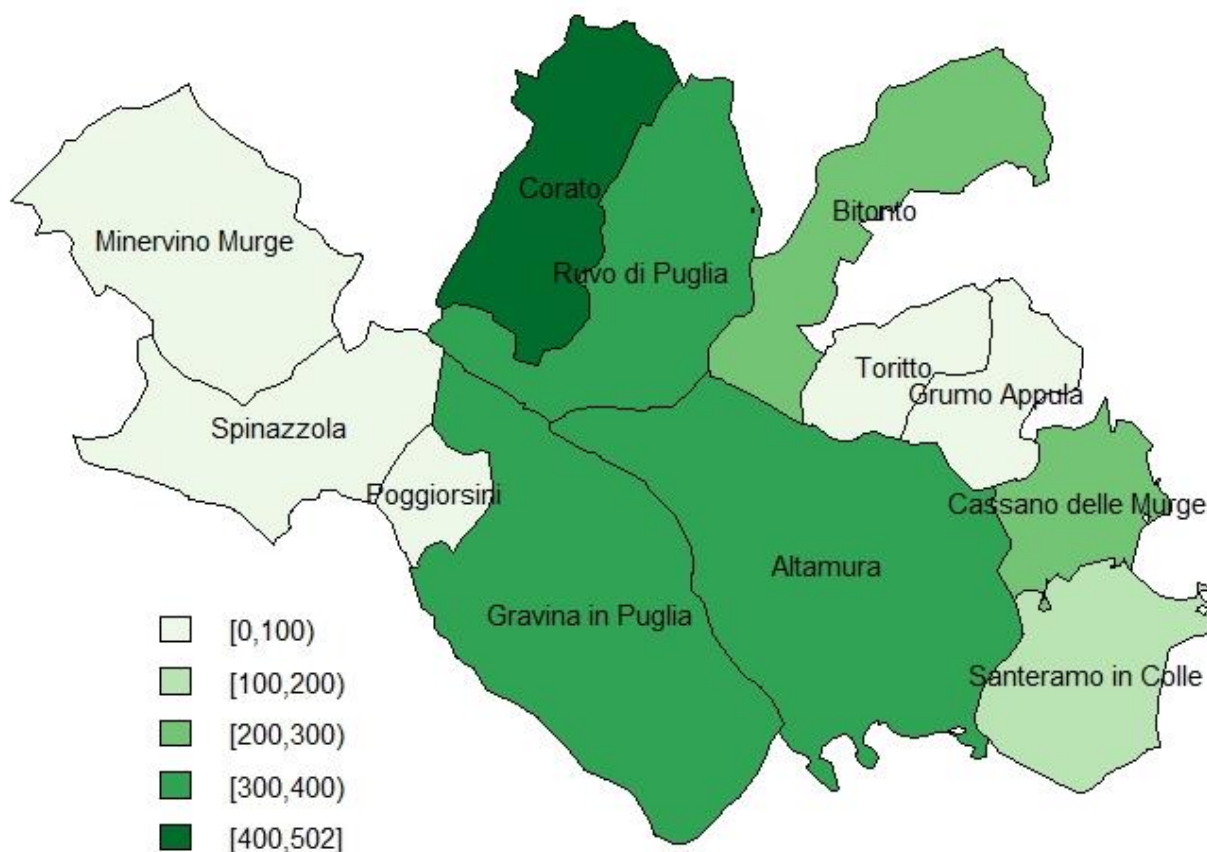 Corato
Bitonto
Minervino Murge
Ruvo di Puglia
Toritto
Grumo Appula
Spinazzola
Poggiorsini
Cassano delle Murge
Altamura
Gravina in Puglia
Santeramo in Colle
[0,100)
[100,200)
[200,300)
[300,400)
[400,502]